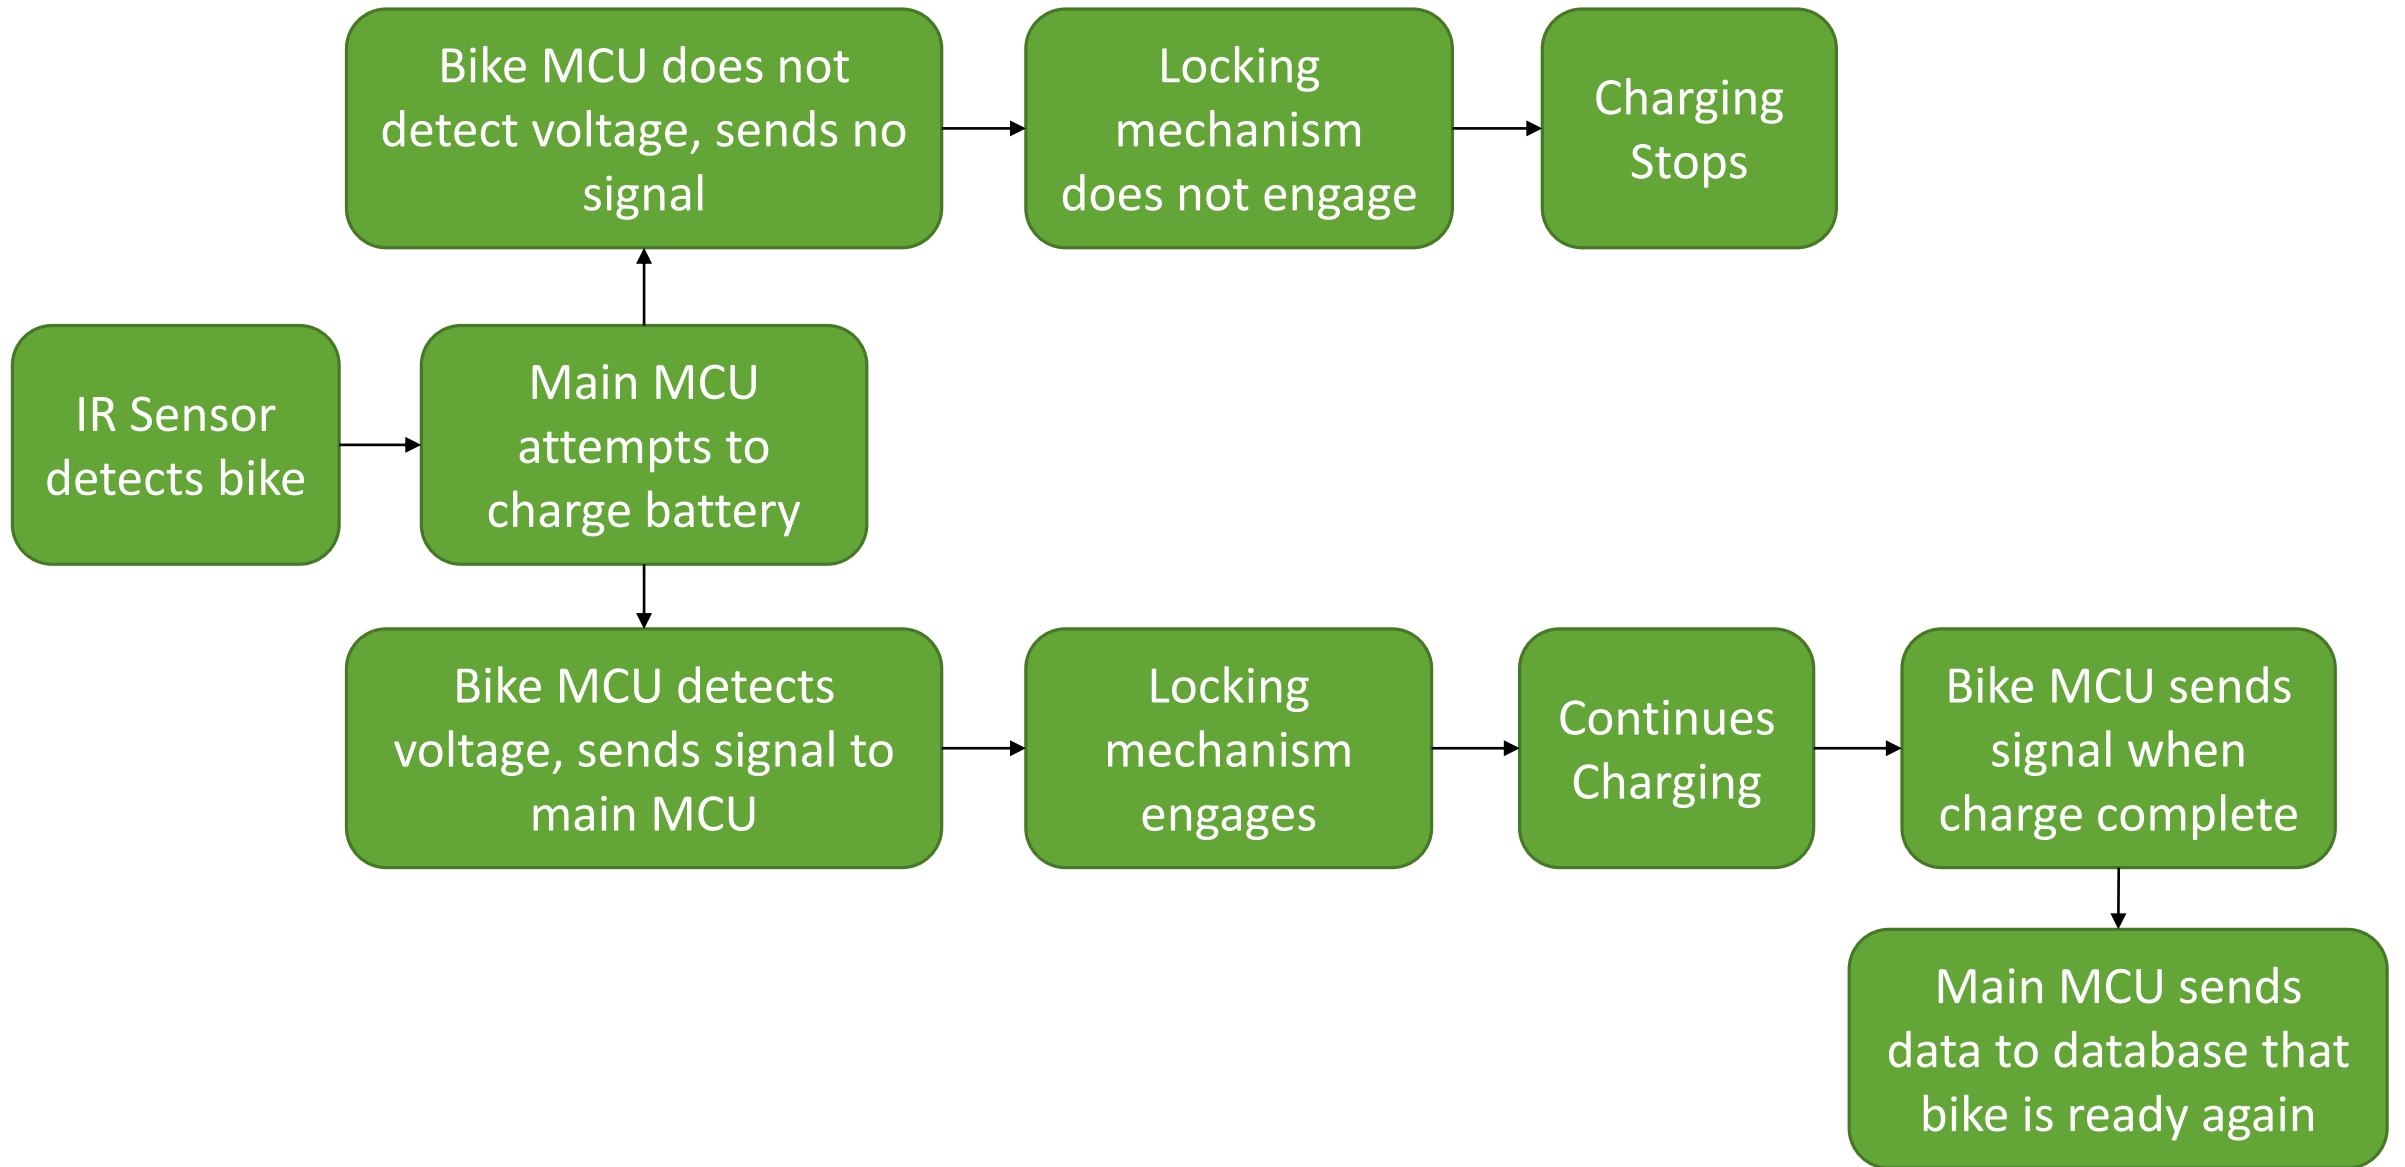 Bike MCU does not
detect voltage, sends no
signal
Locking
mechanism
does not engage
Charging
Stops
IR Sensor
detects bike
Main MCU
attempts to
charge battery
Bike MCU detects
voltage, sends signal to
main MCU
Locking
mechanism
engages
Continues
Charging
Bike MCU sends
signal when
charge complete
Main MCU sends
data to database that
bike is ready again